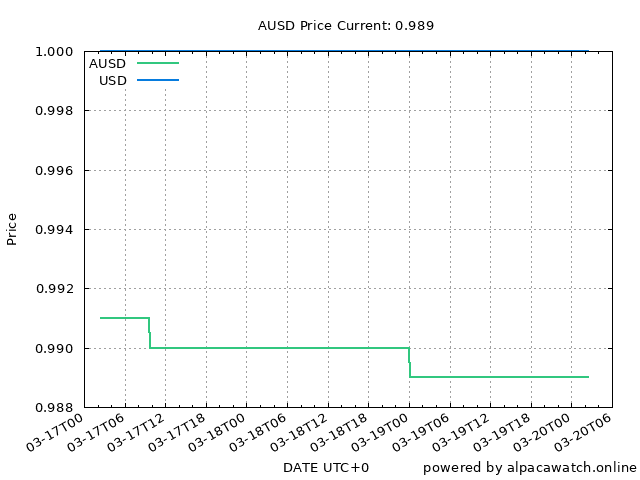 AUSD Price Current: 0.989
1.000
AUSD
USD
0.998
0.996
0.994
Price
0.992
0.990
0.988
03-17T00
03-17T06
03-17T12
03-17T18
03-18T00
03-18T06
03-18T12
03-18T18
03-19T00
03-19T06
03-19T12
03-19T18
03-20T00
03-20T06
DATE UTC+0
powered by alpacawatch.online